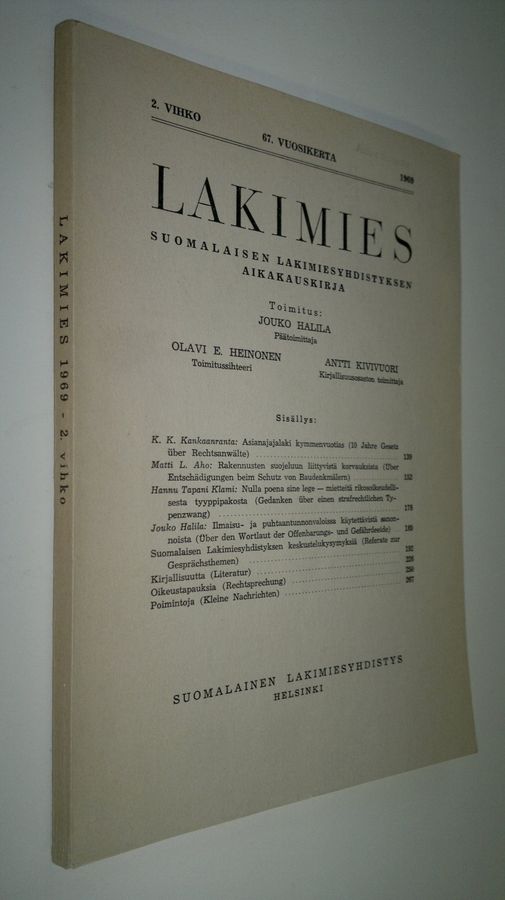 LAKIMIES 1969 - 2. vihko
2. VIHKO 67. VUOSIKERTA 1969
LAKIMIES
SUOMALAISEN LAKIMIESYHDISTYKSEN
AIKAKAUSKIRJA
Toimitus:
JOUKO HALILA
Päätoimittaja
OLAVI E. HEINONEN ANTTI KIVIVUORI
Toimitussihteeri Kirjallisuusosaston toimittaja
Sisällys:
K. K. Kankaanranta: Asianajajalaki kymmenvuotias (10 Jahre Gesetz
über Rechtsanwälte) 139
Matti L. Aho: Rakennusten suojeluun liittyvistä korvauksista (Über
Entschädigungen beim Schutz von Baudenkmälern) 152
Hannu Tapani Klami: Nulla poena sine lege — mietteitä rikosoikeudelli-
sesta tyyppipakosta (Gedanken über einen strafrechtlichen Ty-
penzwang) 178
Jouko Halila: Ilmaisu- ja puhtaantunnonvaloissa käytettävistä sanon-
noista (Über den Wortlaut der Offenbarungs- und Gefährdeeide) 189
Suomalaisen Lakimiesyhdistyksen keskustelukysymyksiä (Referate zur
Gesprächsthemen) 192
Kirjallisuutta (Literatur) 226
Oikeustapauksia (Rechtsprechung) 250
Poimintoja (Kleine Nachrichten) 267
SUOMALAINEN LAKIMIESYHDISTYS
HELSINKI